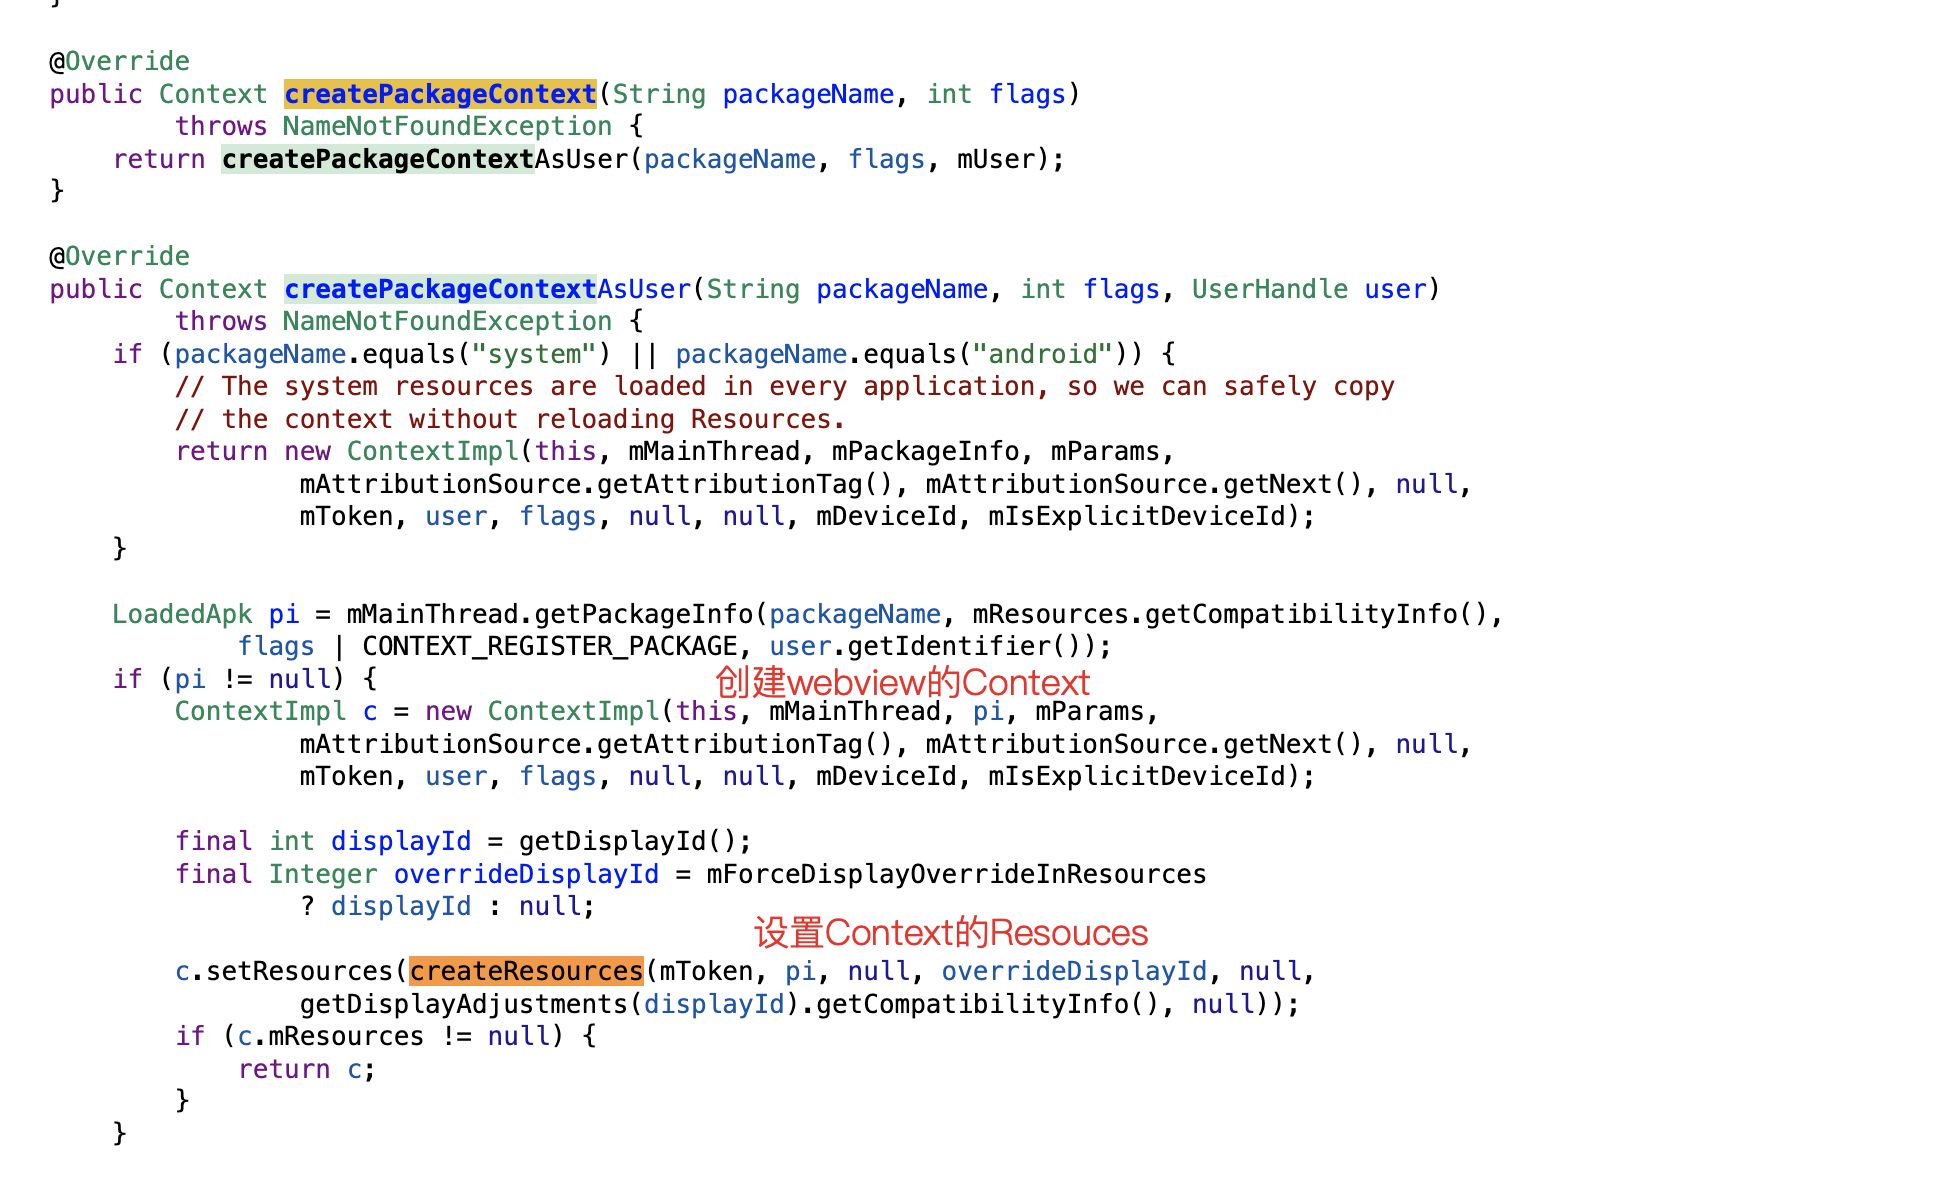 }
@Override
public Context createPackageContext(String packageName, int flags)
        throws NameNotFoundException {
    return createPackageContextAsUser(packageName, flags, mUser);
}
@Override
public Context createPackageContextAsUser(String packageName, int flags, UserHandle user)
        throws NameNotFoundException {
    if (packageName.equals("system") || packageName.equals("android")) {
        // The system resources are loaded in every application, so we can safely copy
        // the context without reloading Resources.
        return new ContextImpl(this, mMainThread, mPackageInfo, mParams,
                mAttributionSource.getAttributionTag(), mAttributionSource.getNext(), null,
                mToken, user, flags, null, null, mDeviceId, mIsExplicitDeviceId);
    }
    LoadedApk pi = mMainThread.getPackageInfo(packageName, mResources.getCompatibilityInfo(),
            flags | CONTEXT_REGISTER_PACKAGE, user.getIdentifier());
    if (pi != null) {
创建webview的Context
        ContextImpl c = new ContextImpl(this, mMainThread, pi, mParams,
                mAttributionSource.getAttributionTag(), mAttributionSource.getNext(), null,
                mToken, user, flags, null, null, mDeviceId, mIsExplicitDeviceId);
        final int displayId = getDisplayId();
        final Integer overrideDisplayId = mForceDisplayOverrideInResources
                ? displayId : null;
设置Context的Resouces
        c.setResources(createResources(mToken, pi, null, overrideDisplayId, null,
                getDisplayAdjustments(displayId).getCompatibilityInfo(), null));
        if (c.mResources != null) {
            return c;
        }
    }